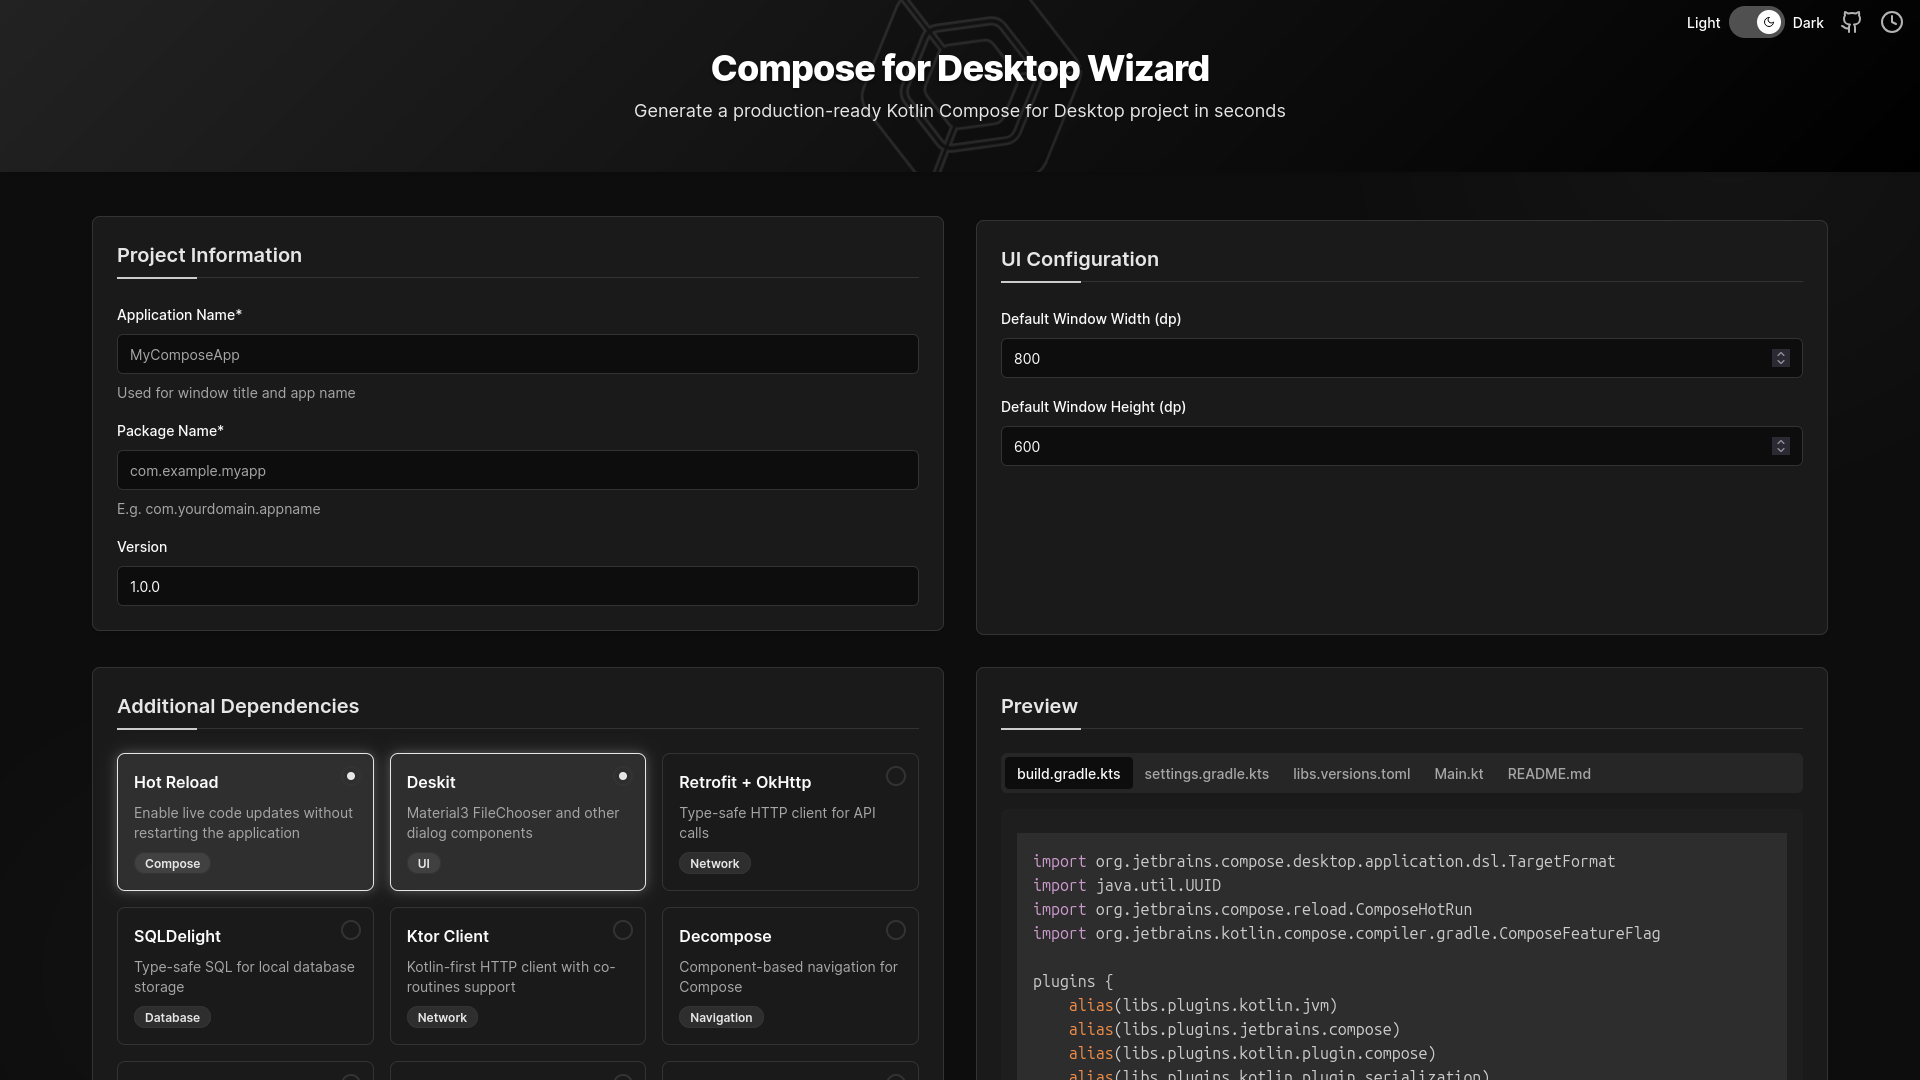 Light
Dark
Compose for Desktop Wizard
Generate a production-ready Kotlin Compose for Desktop project in seconds
Project Information
Application Name*
MyComposeApp
Used for window title and app name
Package Name*
com.example.myapp
E.g. com.yourdomain.appname
Version
1.0.0
UI Configuration
Default Window Width (dp)
800
Default Window Height (dp)
600
Additional Dependencies
Hot Reload
Enable live code updates without
restarting the application
Compose
Deskit
Material3 FileChooser and other
dialog components
UI
Retrofit + OkHttp
Type-safe HTTP client for API
calls
Network
SQLDelight
Type-safe SQL for local database
storage
Database
Ktor Client
Kotlin-first HTTP client with co-
routines support
Network
Decompose
Component-based navigation for
Compose
Navigation
Preview
build.gradle.kts
settings.gradle.kts
libs.versions.toml
Main.kt
README.md
import org.jetbrains.compose.desktop.application.dsl.TargetFormat
import java.util.UUID
import org.jetbrains.compose.reload.ComposeHotRun
import org.jetbrains.kotlin.compose.compiler.gradle.ComposeFeatureFlag
plugins {
alias(libs.plugins.kotlin.jvm)
alias(libs.plugins.jetbrains.compose)
alias(libs.plugins.kotlin.plugin.compose)
alias(libs.plugins.kotlin.plugin.serialization)